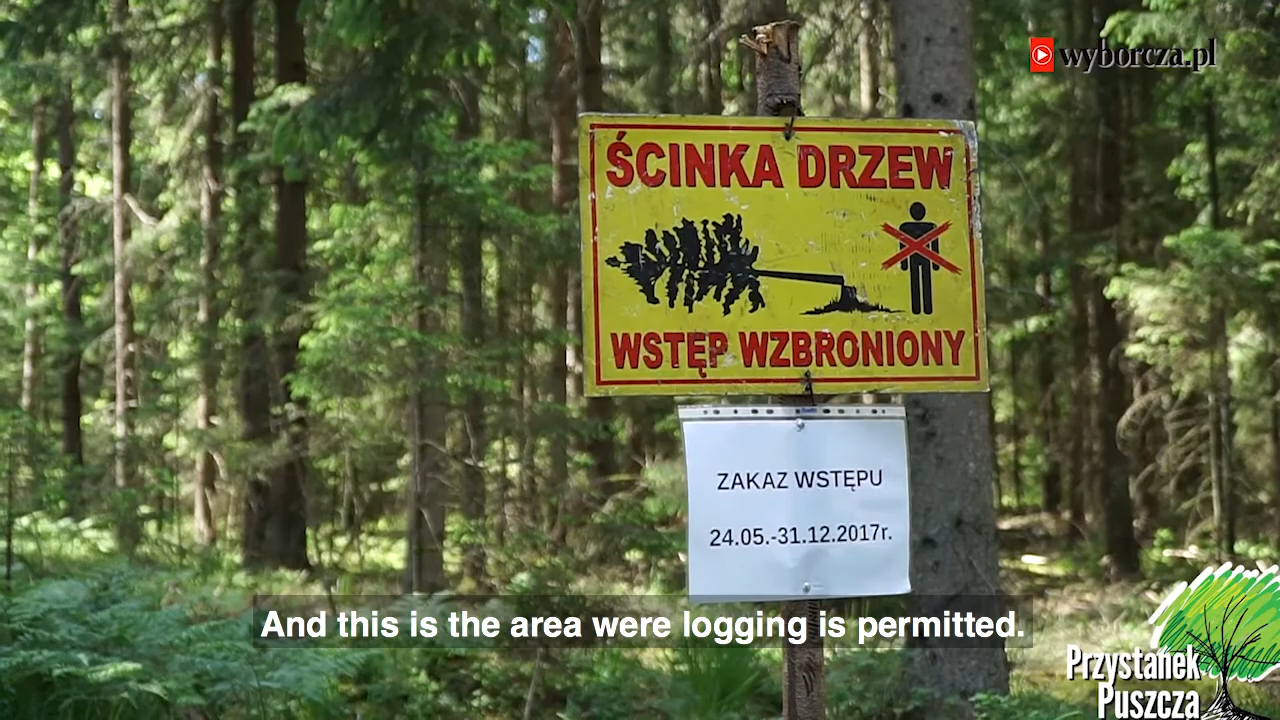 wyborcza.pl
ŚCINKA DRZEW
WSTĘP WZBRONIONY
ZAKAZ WSTĘPU
24.05.-31.12.2017r.
And this is the area were logging is permitted.
Przystanek
Puszcza